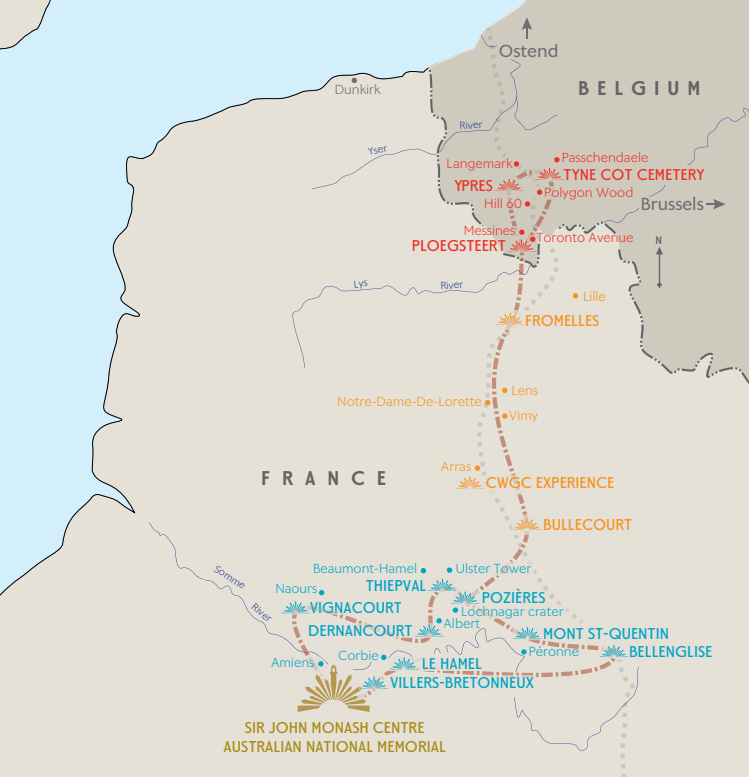 Ostend
BELGIUM
Dunkirk
River
Yser
Langemark
Passchendaele
TYNE COT CEMETERY
YPRES
Polygon Wood
Hill 60
Brussels
Messines
Toronto Avenue
PLOEGSTEERT
N
Lys
River
Lille
FROMELLES
Lens
Notre-Dame-De-Lorette
Vimy
Arras
CWGC EXPERIENCE
FRANCE
BULLECOURT
Somme
River
Beaumont-Hamel
Ulster Tower
THIEPVAL
Naours
POZIÈRES
VIGNACOURT
Lochnagar crater
Albert
DERNANCOURT
MONT ST-QUENTIN
Péronne
BELLENGLISE
Corbie
Amiens
LE HAMEL
VILLERS-BRETONNEUX
SIR JOHN MONASH CENTRE
AUSTRALIAN NATIONAL MEMORIAL